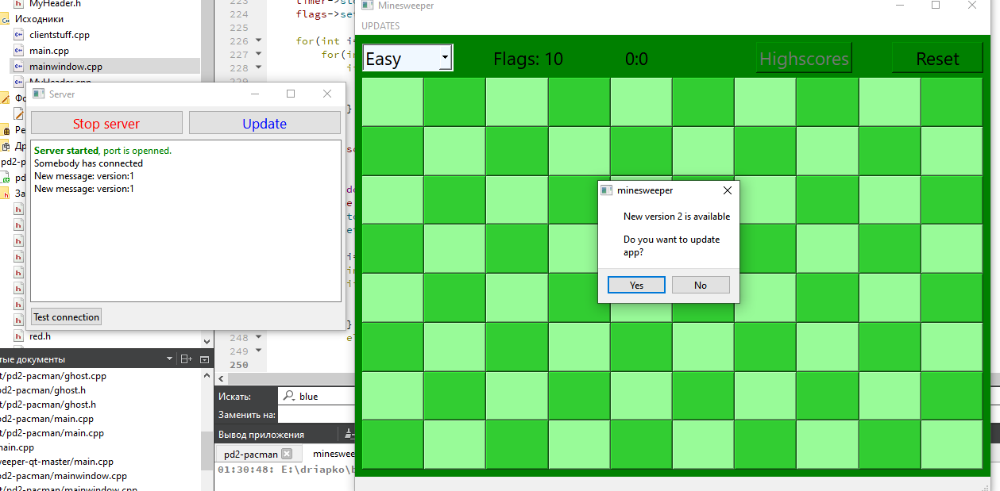 MyHeader.h
Исходники
clientstuff.cpp
main.cpp
mainwindow.cpp
MyHeader.cpp
red.h
223
224 flags->se
225
226 for(int i=
227 for(in
228 i
229
248
249
250
Server
Stop server
Update
Server started, port is openned.
Somebody has connected
New message: version:1
New message: version:1
Test connection
Minesweeper
UPDATES
Easy
Flags: 10
0:0
Highscores
Reset
minesweeper
New version 2 is available
Do you want to update
app?
Yes
No
тые документы
t/pd2-pacman/ghost.cpp
pd2-pacman/ghost.h
t/pd2-pacman/ghost.h
pd2-pacman/main.cpp
t/pd2-pacman/main.cpp
main.cpp
weeper-qt-master/main.cpp
pd2-pacman/mainwindow.cpp
t/pd2-pacman/mainwindow.cpp
Искать:
blue
Заменить на:
Вывод приложения
pd2-pacman
mineswee
01:30:48: E:\driapko\b